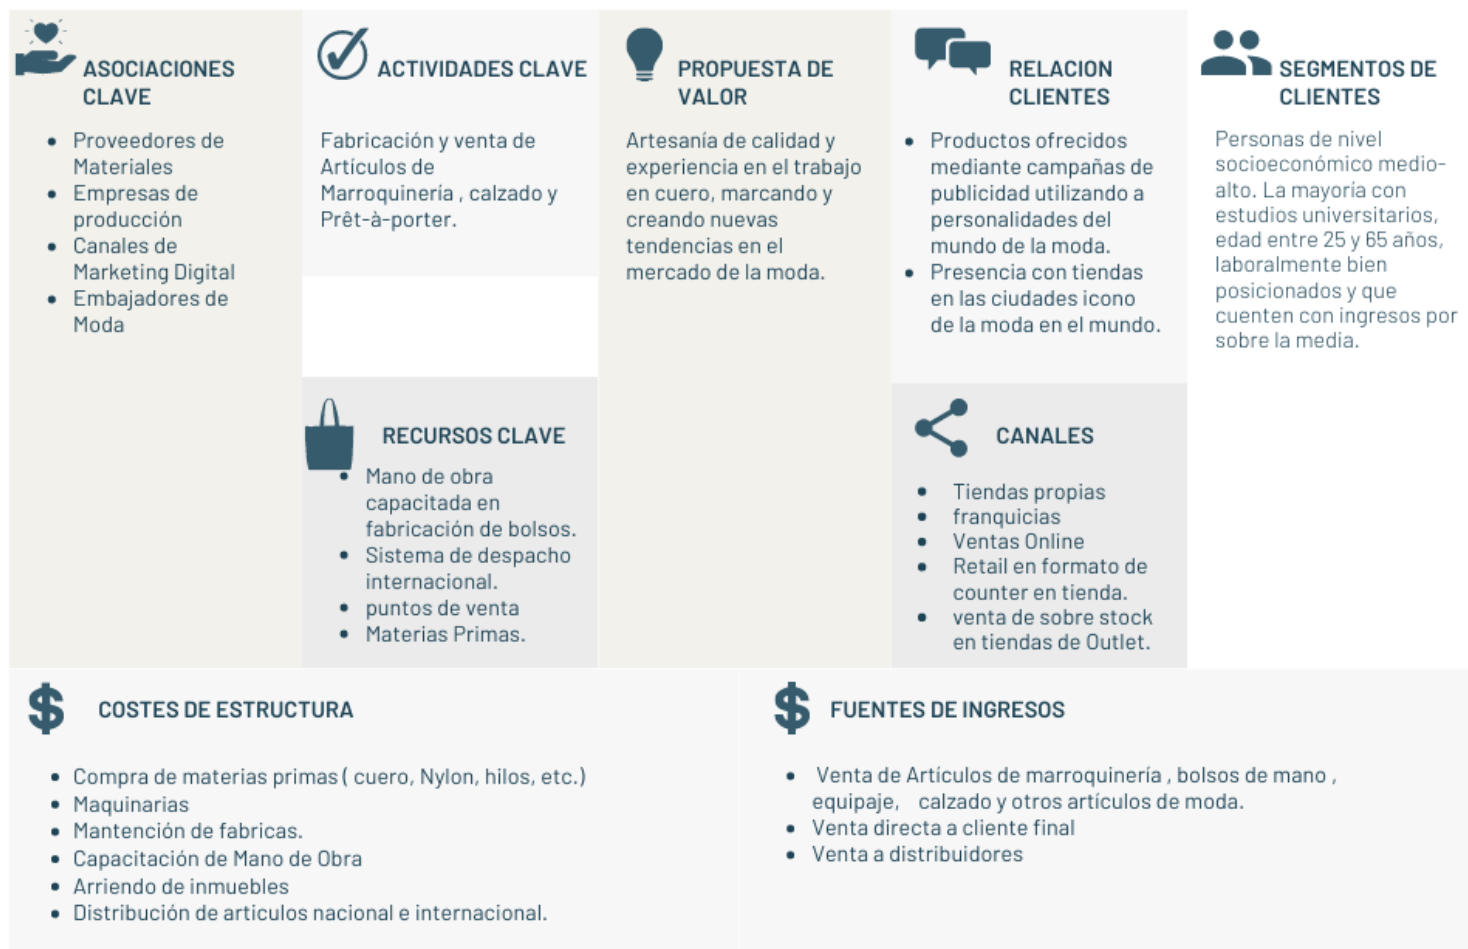 ASOCIACIONES
CLAVE
Proveedores de
Materiales
Empresas de
producción
Canales de
Marketing Digital
Embajadores de
Moda
ACTIVIDADES CLAVE
Fabricación y venta de
Artículos de
Marroquinería , calzado y
Prêt-à-porter.
RECURSOS CLAVE
Mano de obra
capacitada en
fabricación de bolsos.
Sistema de despacho
internacional.
puntos de venta
Materias Primas.
PROPUESTA DE
VALOR
Artesanía de calidad y
experiencia en el trabajo
en cuero, marcando y
creando nuevas
tendencias en el
mercado de la moda.
RELACION
CLIENTES
Productos ofrecidos
mediante campañas de
publicidad utilizando a
personalidades del
mundo de la moda.
Presencia con tiendas
en las ciudades icono
de la moda en el mundo.
CANALES
Tiendas propias
franquicias
Ventas Online
Retail en formato de
counter en tienda.
venta de sobre stock
en tiendas de Outlet.
SEGMENTOS DE
CLIENTES
Personas de nivel
socioeconómico medio-
alto. La mayoría con
estudios universitarios,
edad entre 25 y 65 años,
laboralmente bien
posicionados y que
cuenten con ingresos por
sobre la media.
$ COSTES DE ESTRUCTURA
Compra de materias primas ( cuero, Nylon, hilos, etc.)
Maquinarias
Mantención de fabricas.
Capacitación de Mano de Obra
Arriendo de inmuebles
Distribución de articulos nacional e internacional.
$ FUENTES DE INGRESOS
Venta de Artículos de marroquinería , bolsos de mano ,
equipaje, calzado y otros artículos de moda.
Venta directa a cliente final
Venta a distribuidores